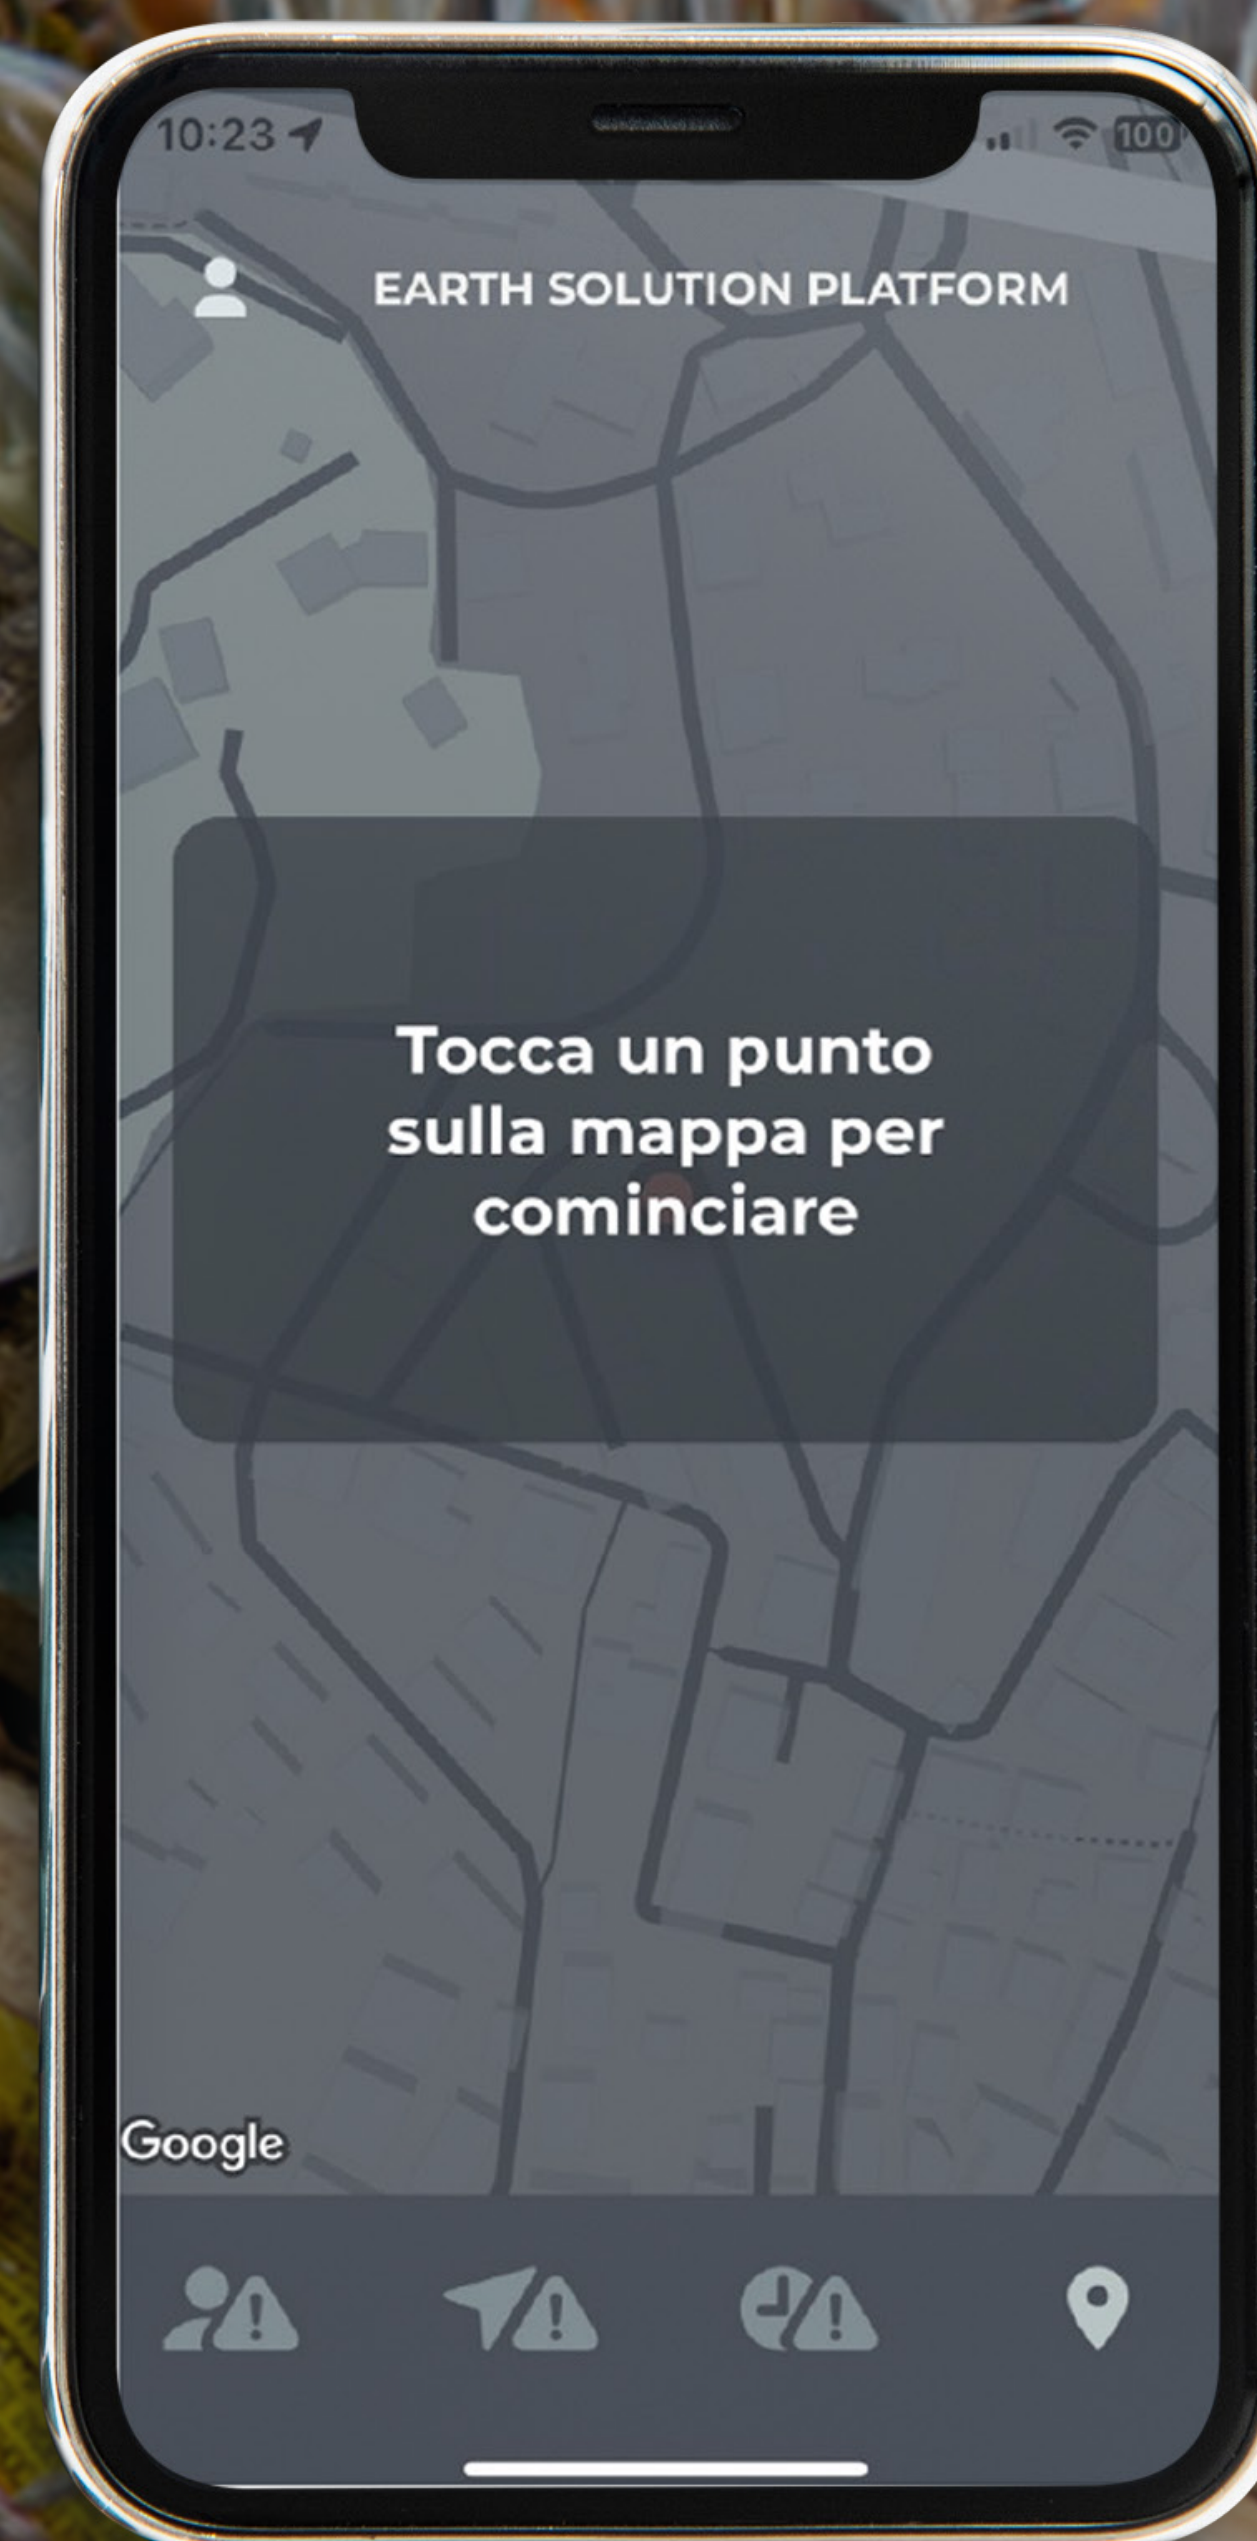 10:23
100
EARTH SOLUTION PLATFORM
Tocca un punto
sulla mappa per
cominciare
Google